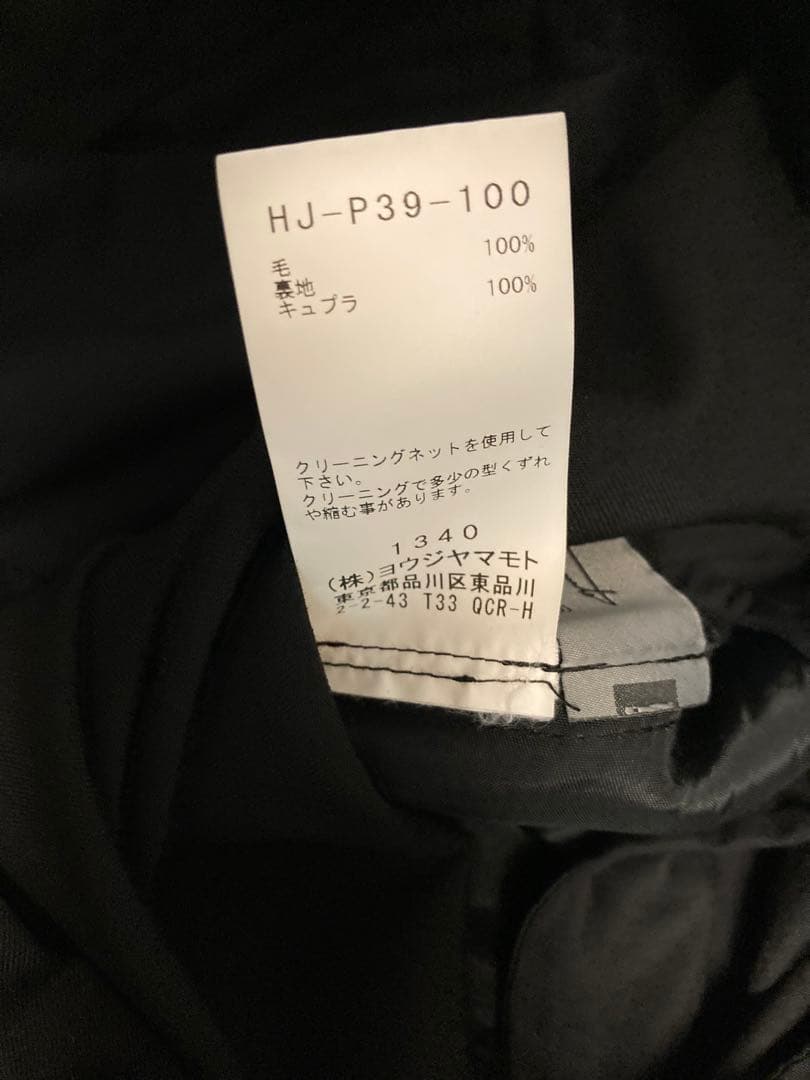 HJ-P39-100
毛 100%
裏地
キュプラ 100%
クリーニングネットを使用して
下さい。
クリーニングで多少の型くずれ
や縮む事があります。
1340
(株)ヨウジヤマモト
東京都品川区東品川
2-2-43 T33 QCR-H